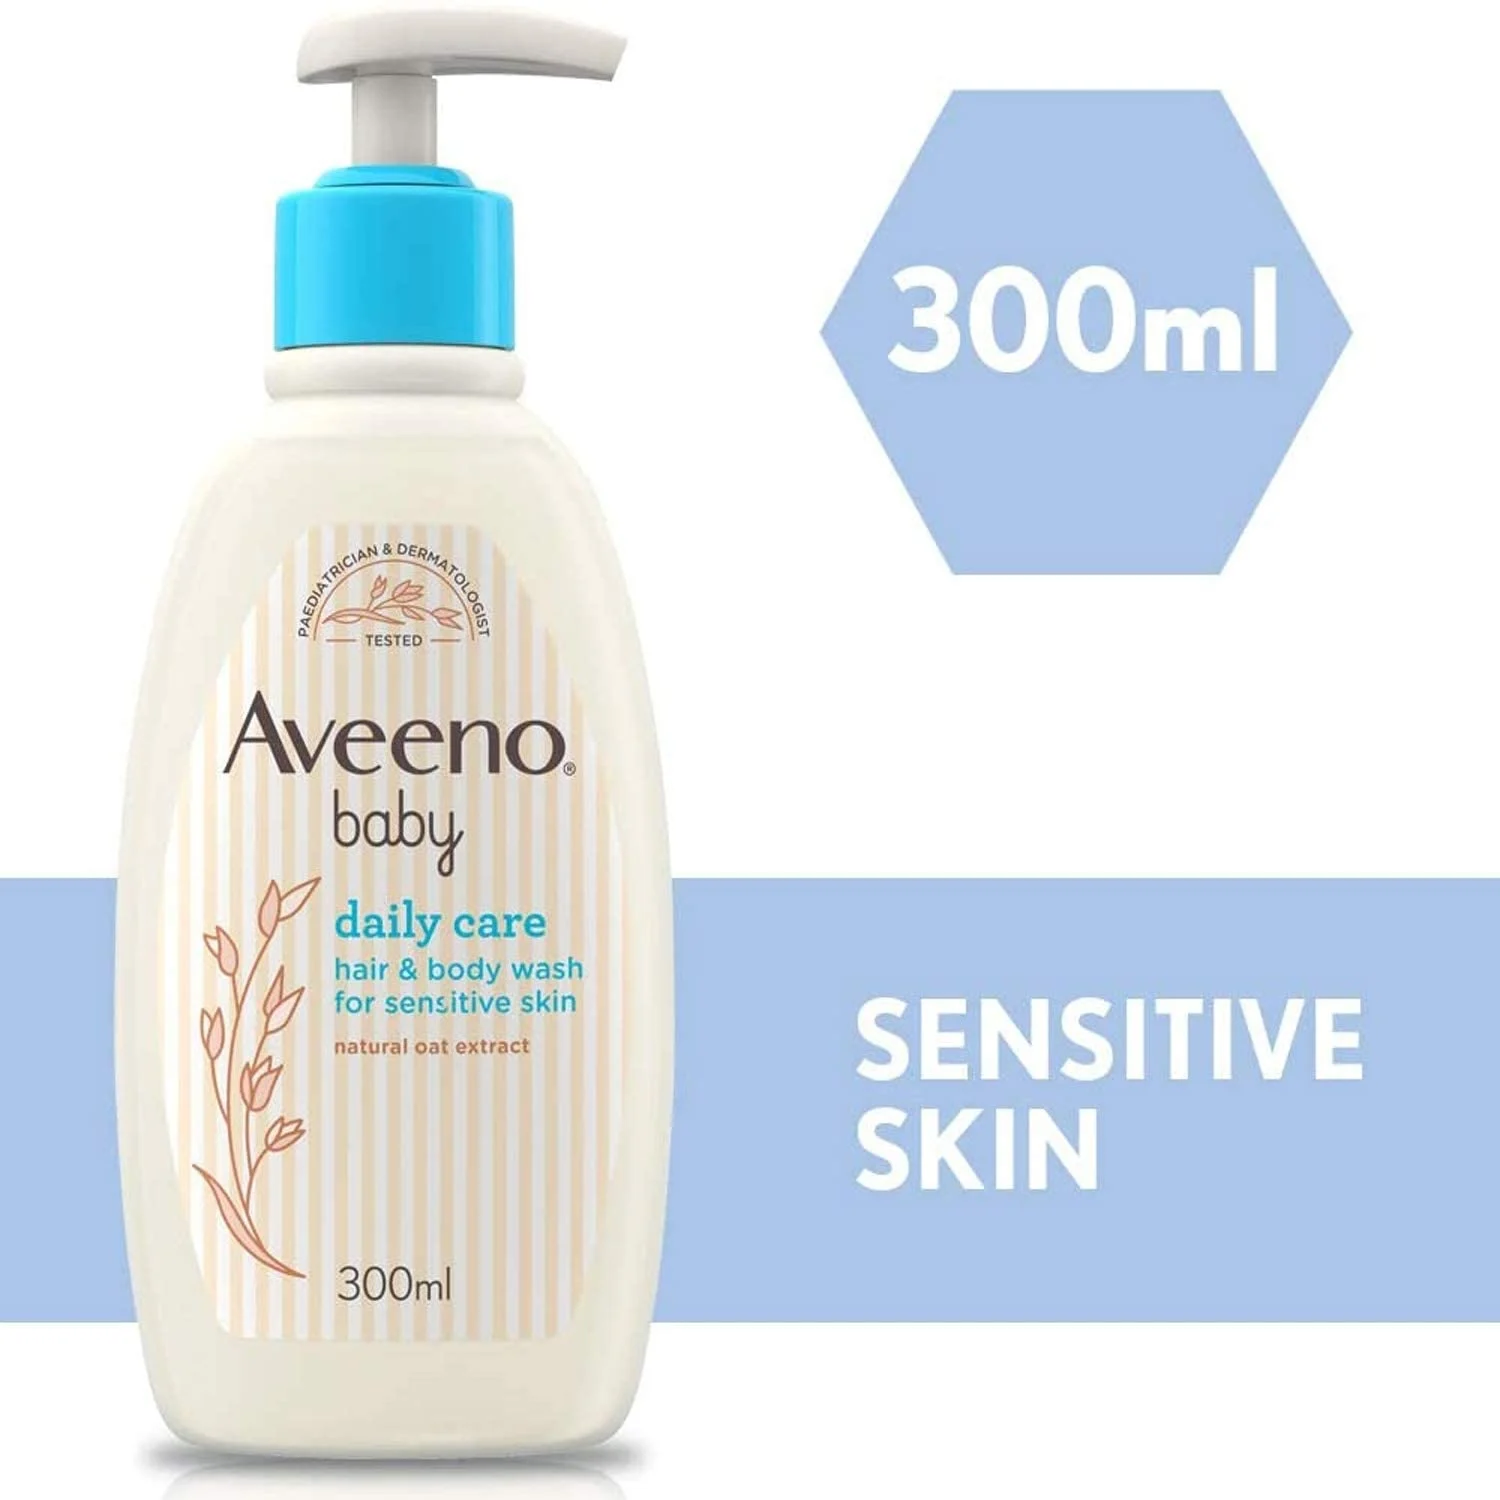 PAEDIATRICIAN & DERMATOLOGIST
TESTED
Aveeno®
baby
daily care
hair & body wash
for sensitive skin
natural oat extract
300ml
300ml
SENSITIVE
SKIN